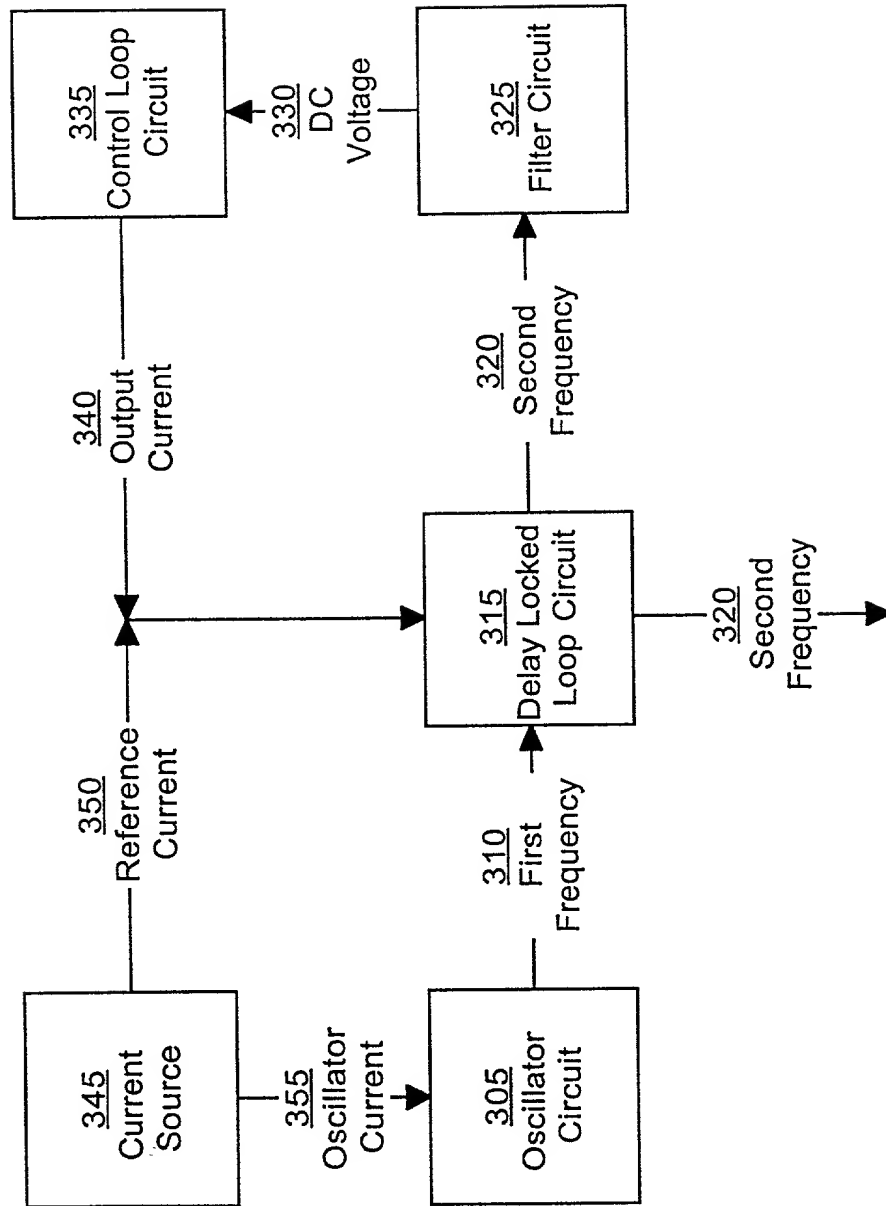 345
Current
Source
350
Reference
Current
340
Output
Current
335
Control Loop
Circuit
355
Oscillator
Current
330
DC
Voltage
305
Oscillator
Circuit
310
First
Frequency
315
Delay Locked
Loop Circuit
320
Second
Frequency
325
Filter Circuit
320
Second
Frequency